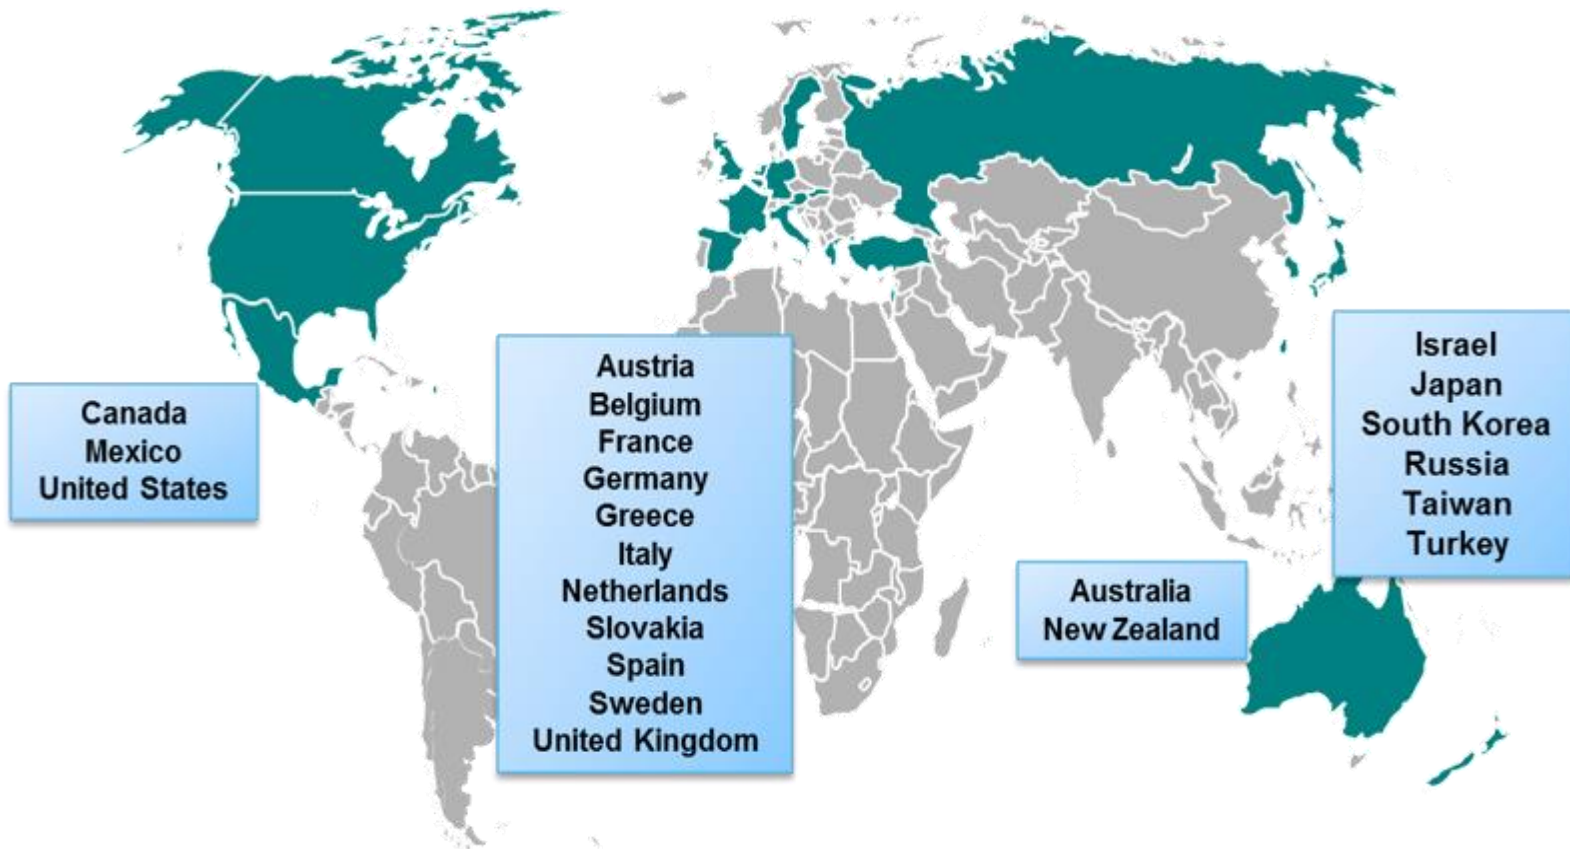 Canada
Mexico
United States
Austria
Belgium
France
Germany
Greece
Italy
Netherlands
Slovakia
Spain
Sweden
United Kingdom
Australia
New Zealand
Israel
Japan
South Korea
Russia
Taiwan
Turkey